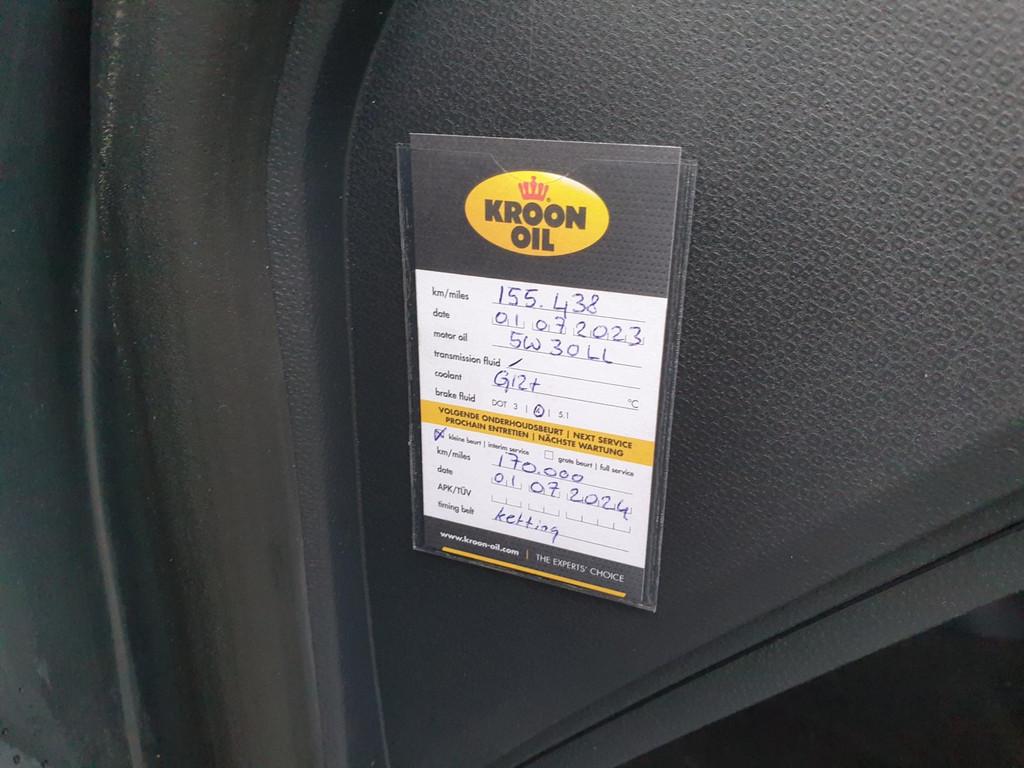 KROON
OIL
km/miles 155.438
date 01 07 2023
motor oil 5W30LL
transmission fluid /
coolant G12+ °C
brake fluid DOT 3 | 4 | 5.1
VOLGENDE ONDERHOUDSBEURT | NEXT SERVICE
PROCHAIN ENTRETIEN | NÄCHSTE WARTUNG
kleine beurt | interim service grote beurt | full service
km/miles 170.000
date 01 07 2024
APK/TÜV
timing belt ketting
www.kroon-oil.com | THE EXPERTS' CHOICE